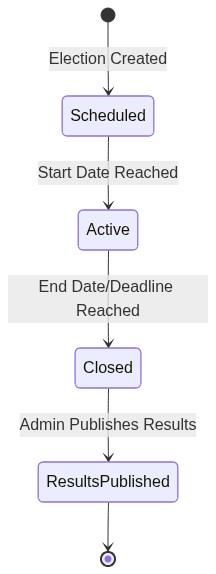 Election Created
Scheduled
Start Date Reached
Active
End Date/Deadline
Reached
Closed
Admin Publishes Results
ResultsPublished